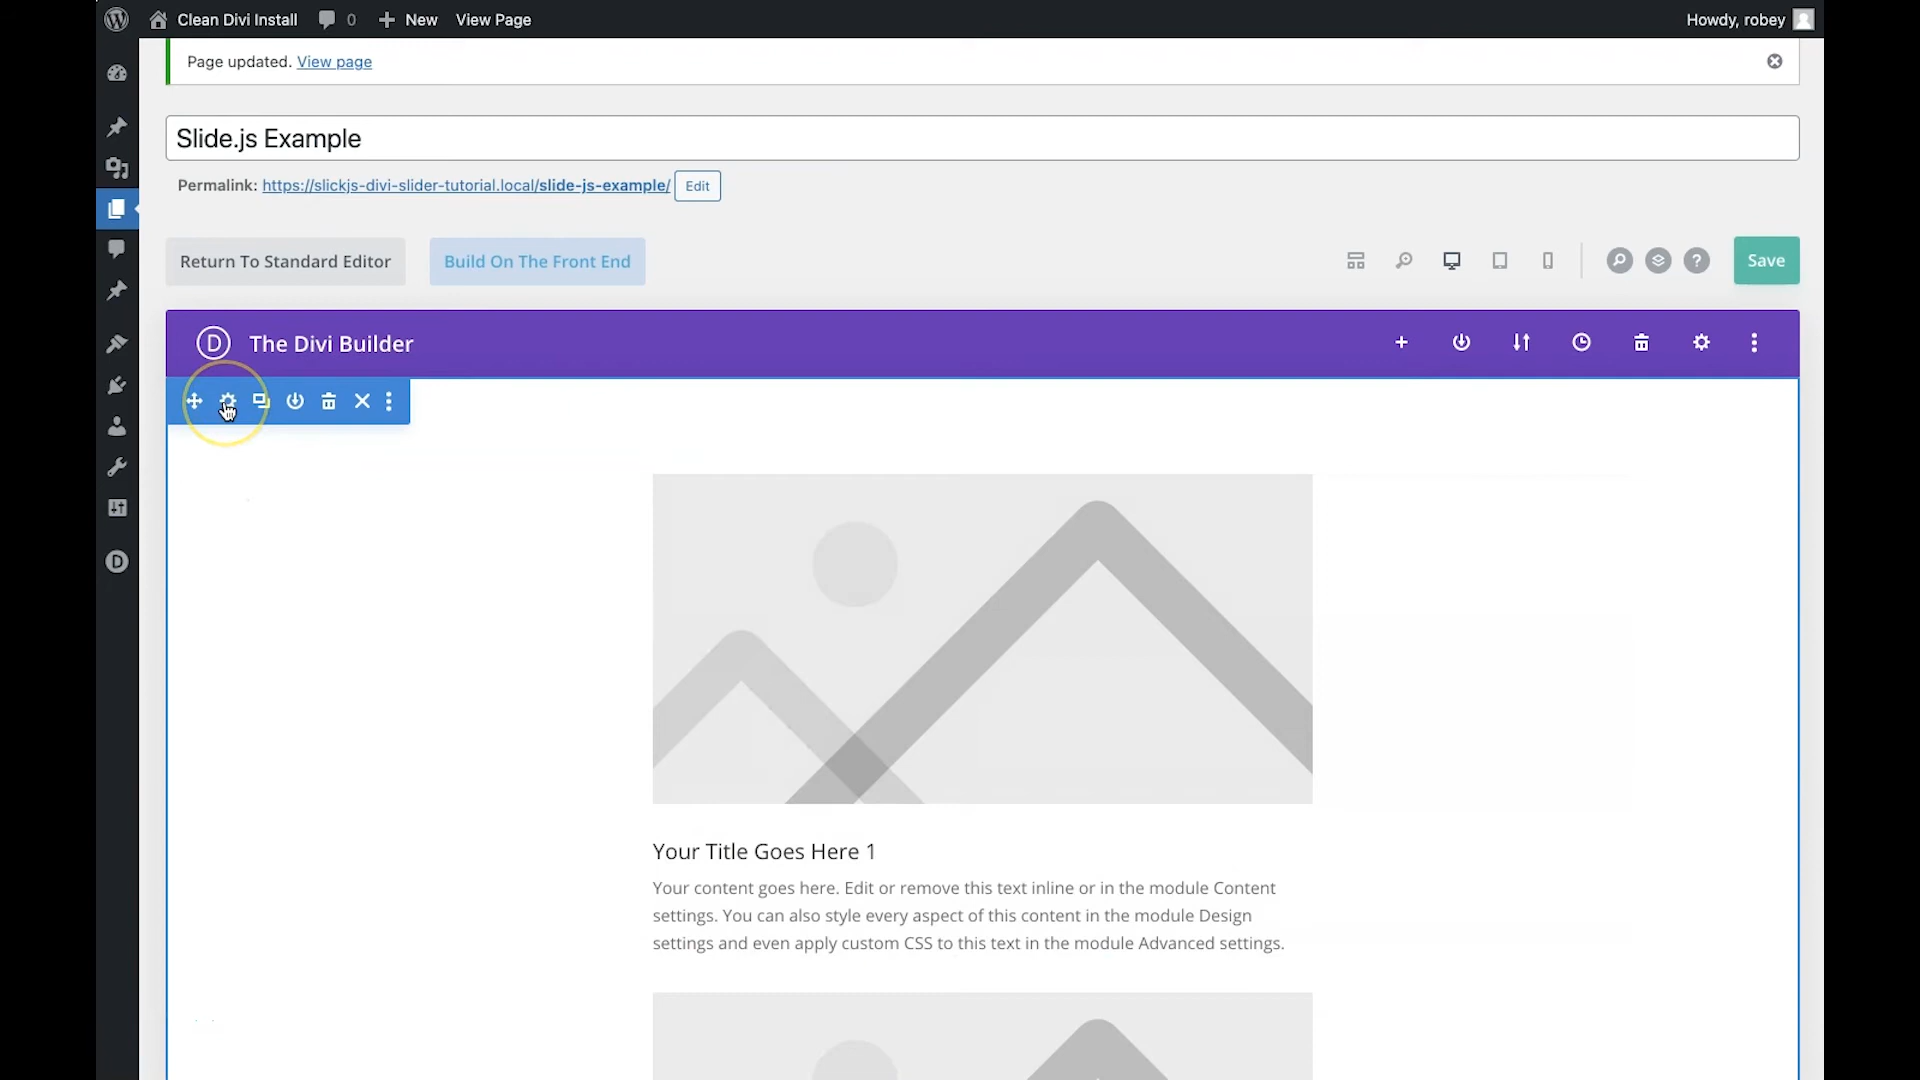 Clean Divi Install 0 New View Page Howdy, robey
Page updated. View page
Slide.js Example
Permalink: https://slickjs-divi-slider-tutorial.local/slide-js-example/ Edit
Return To Standard Editor Build On The Front End ? Save
D The Divi Builder
D
Your Title Goes Here 1
Your content goes here. Edit or remove this text inline or in the module Content
settings. You can also style every aspect of this content in the module Design
settings and even apply custom CSS to this text in the module Advanced settings.